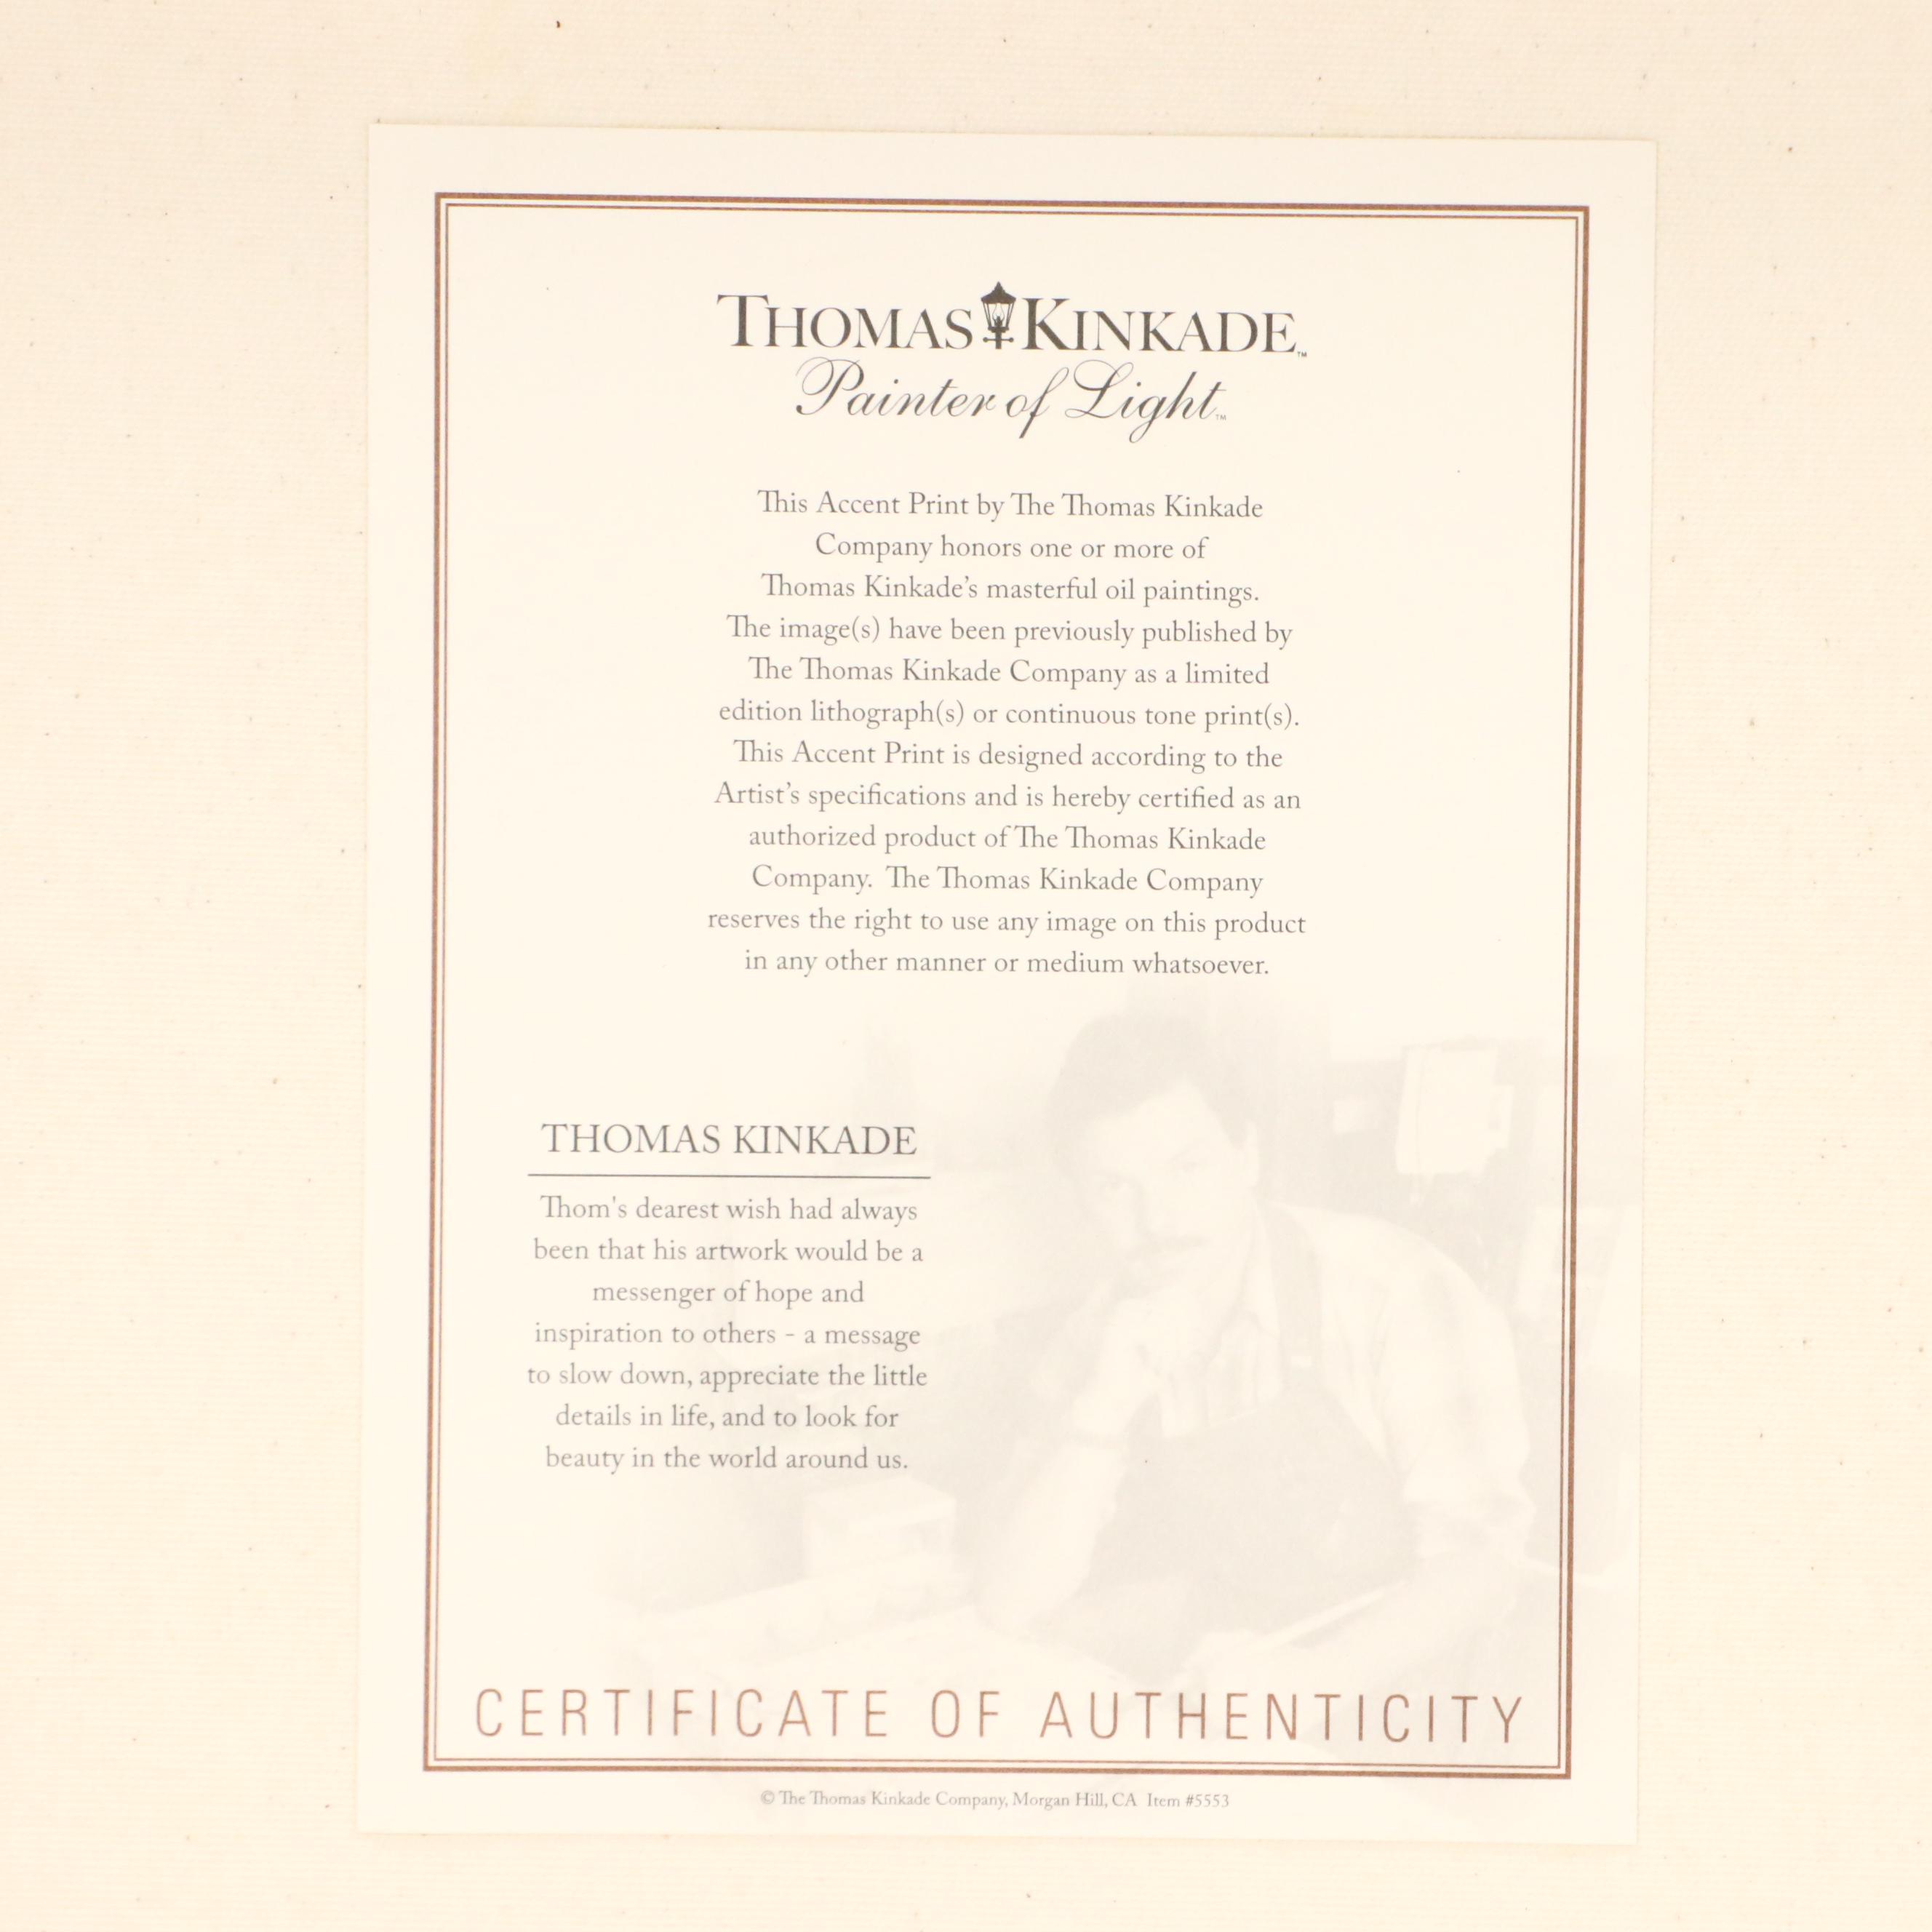 THOMAS KINKADE™
Painter of Light™
This Accent Print by The Thomas Kinkade
Company honors one or more of
Thomas Kinkade's masterful oil paintings.
The image(s) have been previously published by
The Thomas Kinkade Company as a limited
edition lithograph(s) or continuous tone print(s).
This Accent Print is designed according to the
Artist's specifications and is hereby certified as an
authorized product of The Thomas Kinkade
Company. The Thomas Kinkade Company
reserves the right to use any image on this product
in any other manner or medium whatsoever.
THOMAS KINKADE
Thom's dearest wish had always
been that his artwork would be a
messenger of hope and
inspiration to others - a message
to slow down, appreciate the little
details in life, and to look for
beauty in the world around us.
CERTIFICATE OF AUTHENTICITY
© The Thomas Kinkade Company, Morgan Hill, CA Item #5553